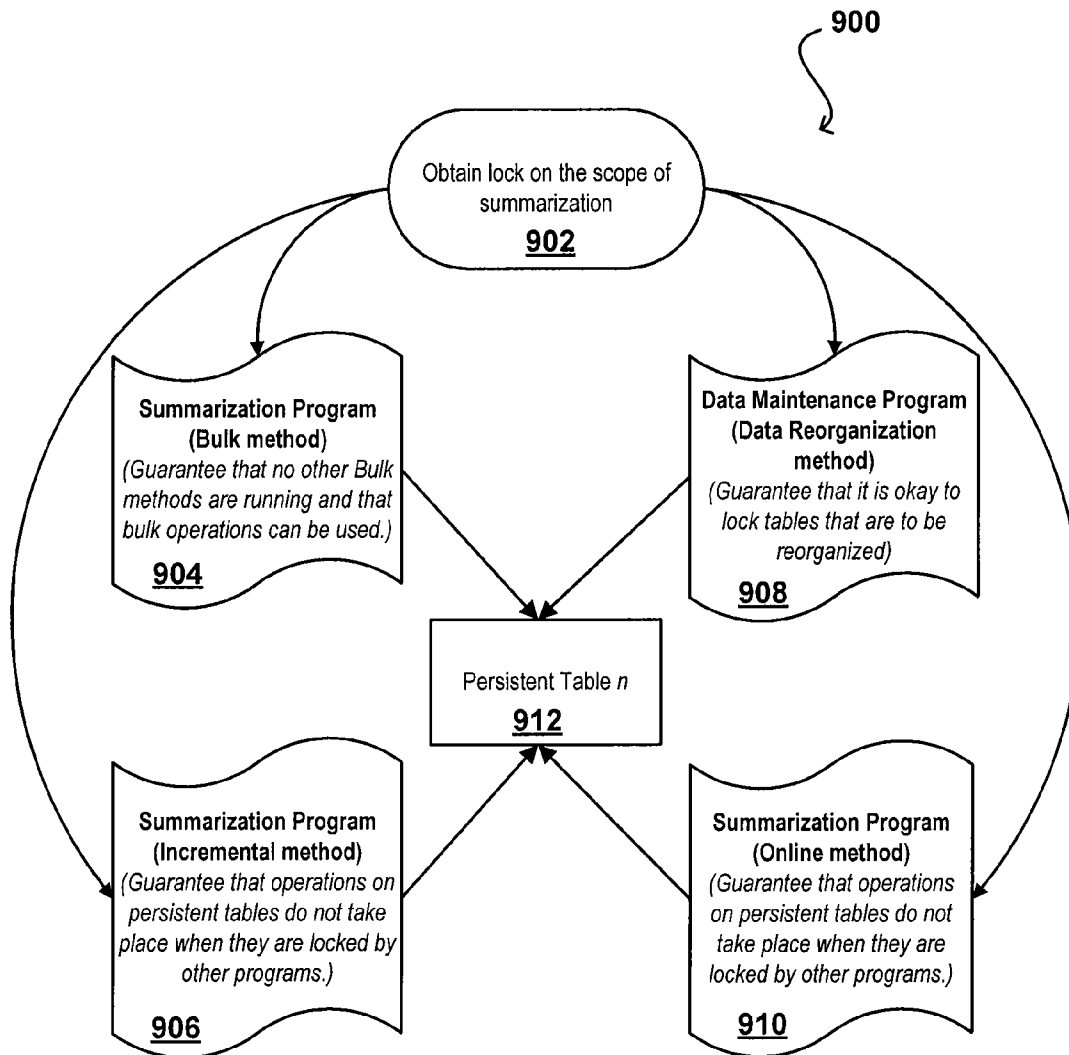 900
Obtain lock on the scope of
summarization
902
Summarization Program
(Bulk method)
(Guarantee that no other Bulk
methods are running and that
bulk operations can be used.)
904
Data Maintenance Program
(Data Reorganization
method)
(Guarantee that it is okay to
lock tables that are to be
reorganized)
908
Persistent Table n
912
Summarization Program
(Incremental method)
(Guarantee that operations on
persistent tables do not take
place when they are locked by
other programs.)
906
Summarization Program
(Online method)
(Guarantee that operations
on persistent tables do not
take place when they are
locked by other programs.)
910